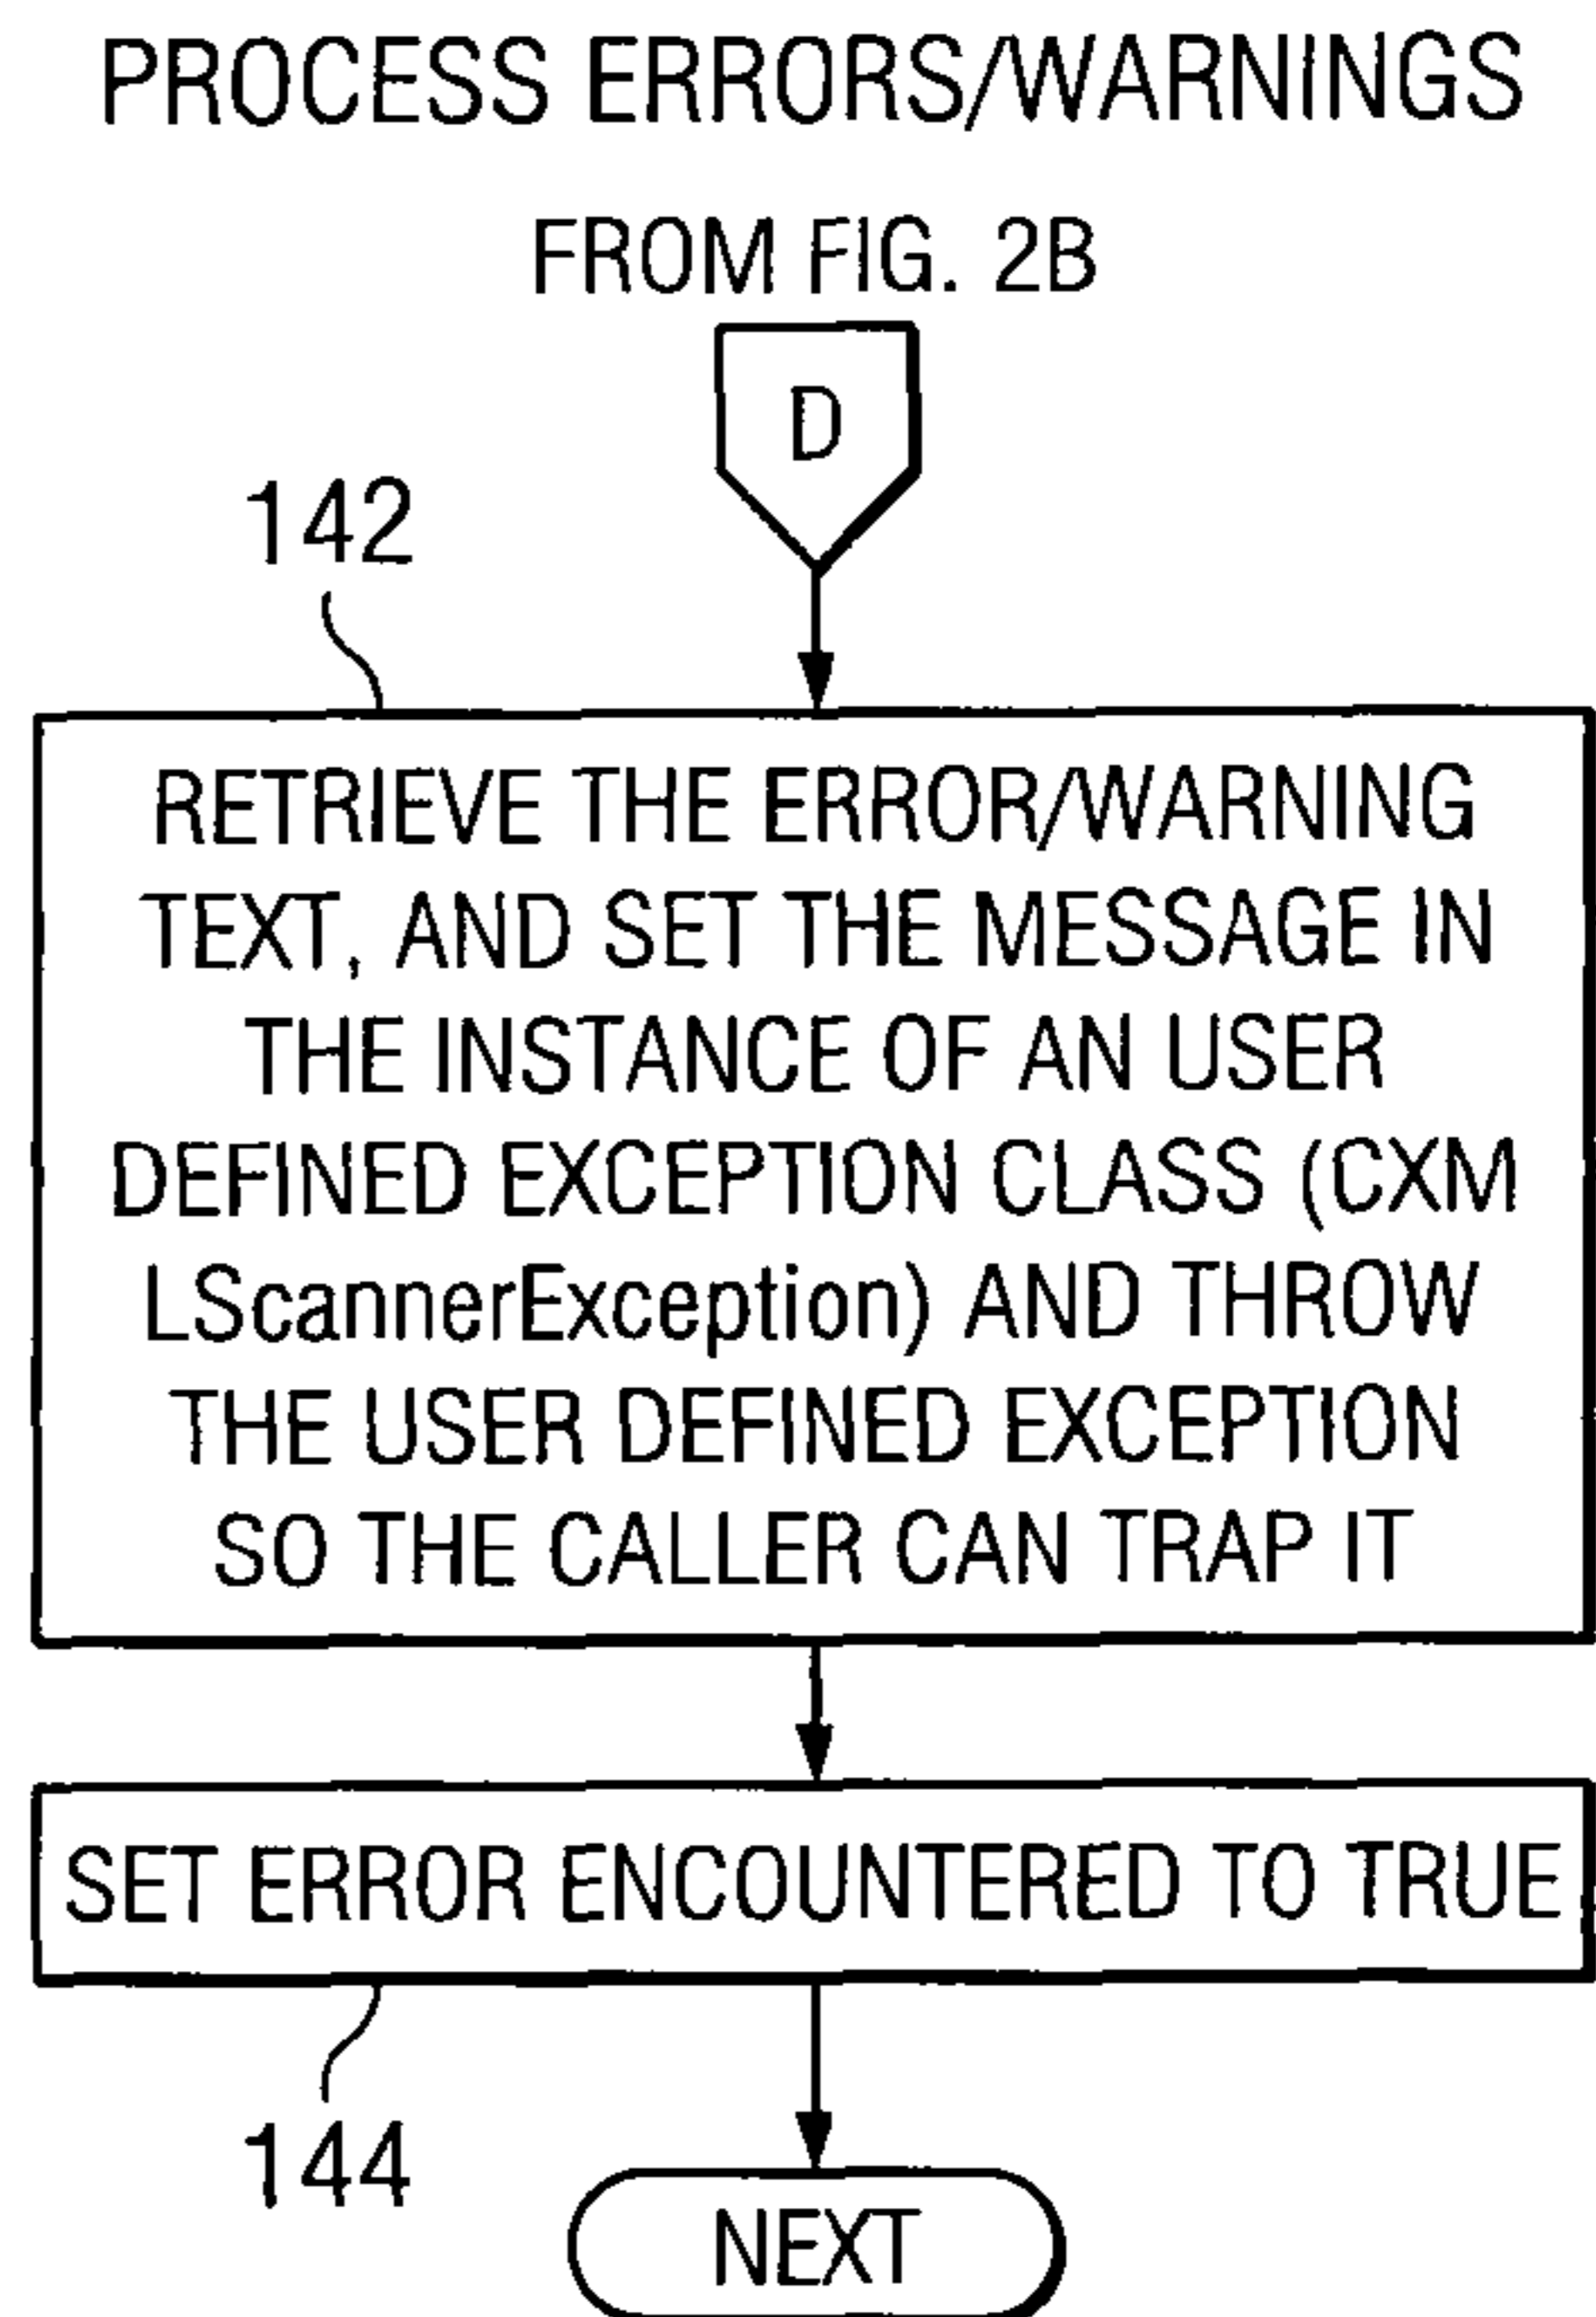 PROCESS ERRORS/WARNINGS
FROM FIG. 2B
D
142
RETRIEVE THE ERROR/WARNING
TEXT, AND SET THE MESSAGE IN
THE INSTANCE OF AN USER
DEFINED EXCEPTION CLASS (CXM
LScannerException) AND THROW
THE USER DEFINED EXCEPTION
SO THE CALLER CAN TRAP IT
SET ERROR ENCOUNTERED TO TRUE
144
NEXT